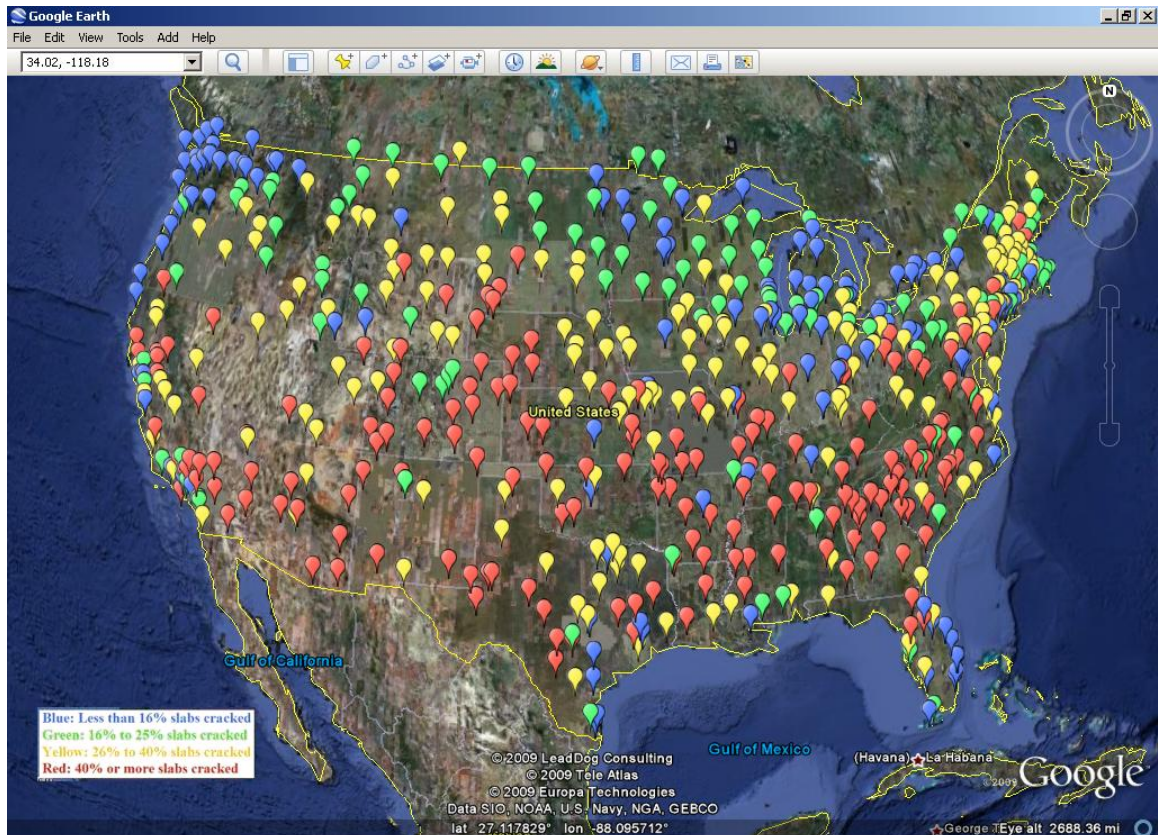 Google Earth
File Edit View Tools Add Help
34.02, -118.18
N
United States
Gulf of California
Blue: Less than 16% slabs cracked
Green: 16% to 25% slabs cracked
Yellow: 26% to 40% slabs cracked
Red: 40% or more slabs cracked
Gulf of Mexico
(Havana) La Habana
© 2009 LeadDog Consulting
© 2009 Tele Atlas
© 2009 Europa Technologies
Data SIO, NOAA, U.S. Navy, NGA, GEBCO
©2009 Google
lat 27.117829° lon -88.095712°
George T Eye alt 2688.36 mi